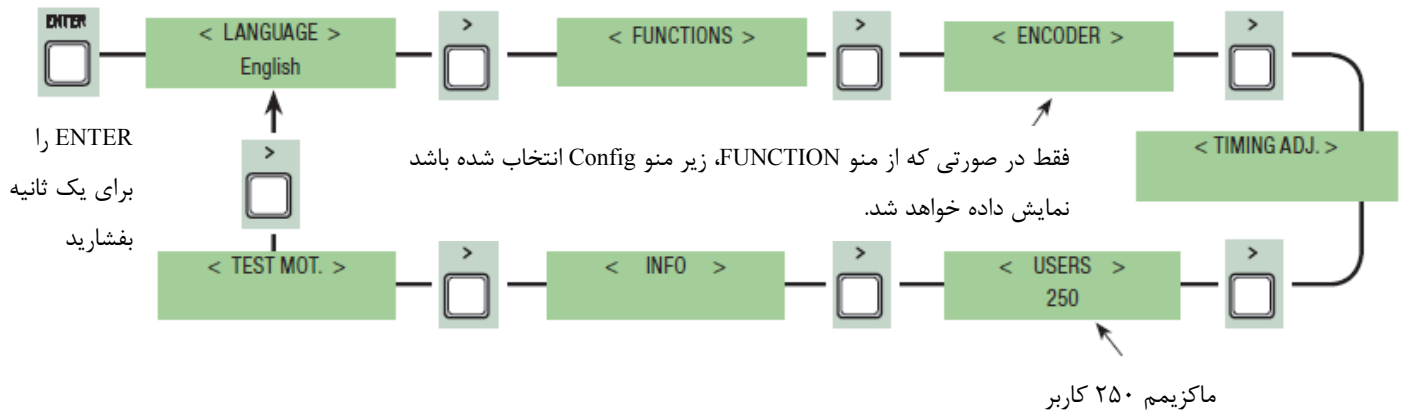 ENTER
< LANGUAGE >
English
>
< FUNCTIONS >
>
< ENCODER >
>
ENTER را
برای یک ثانیه
بفشارید
>
فقط در صورتی که از منو FUNCTION، زیر منو Config انتخاب شده باشد
نمایش داده خواهد شد.
< TIMING ADJ. >
< TEST MOT. >
>
< INFO >
>
< USERS >
250
>
ماکزیمم ۲۵۰ کاربر